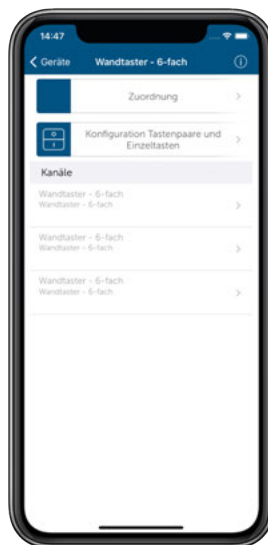 14:47
Geräte
Wandtaster - 6-fach
Zuordnung
Konfiguration Tastenpaare und
Einzeltasten
Kanäle
Wandtaster - 6-fach
Wandtaster - 6-fach
Wandtaster - 6-fach
Wandtaster - 6-fach
Wandtaster - 6-fach
Wandtaster - 6-fach